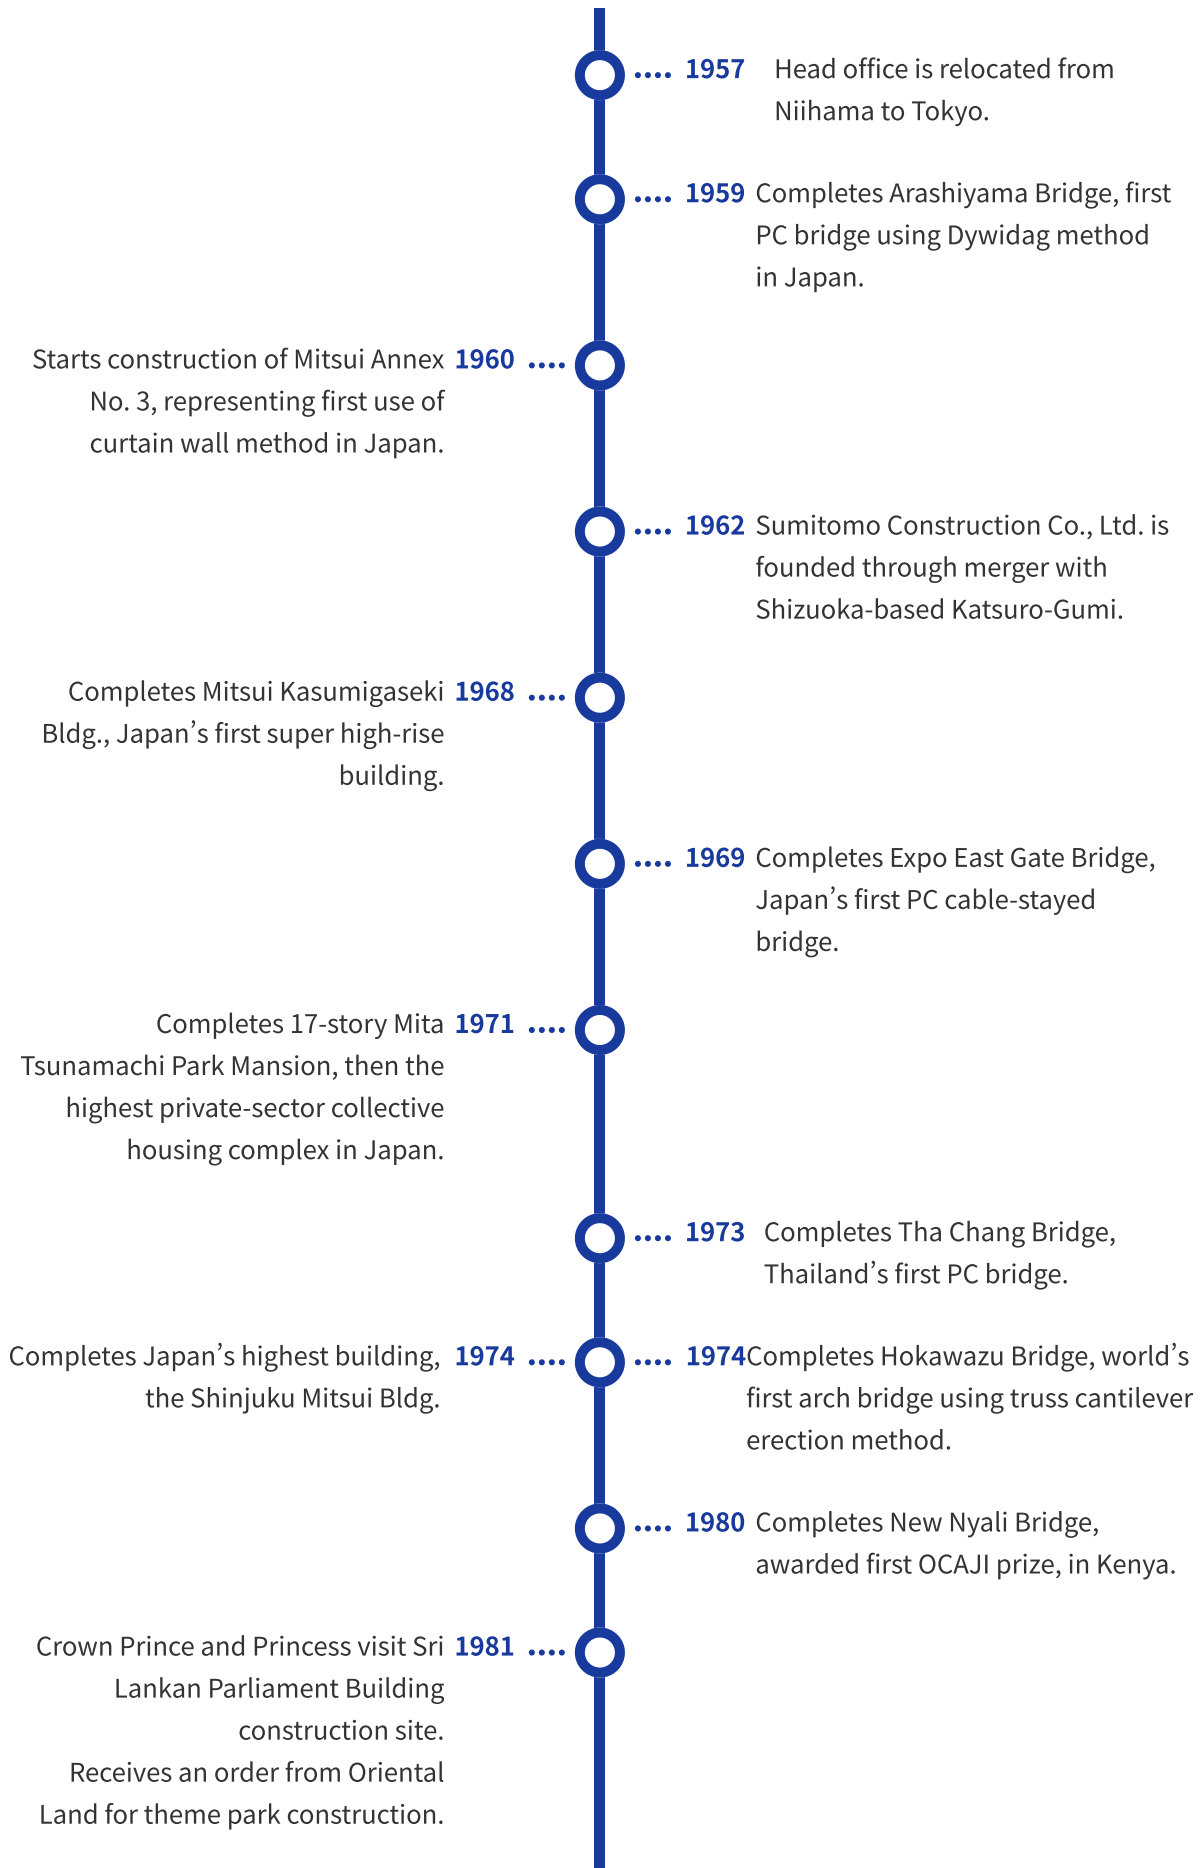 1957 Head office is relocated from
Niihama to Tokyo.
1959 Completes Arashiyama Bridge, first
PC bridge using Dywidag method
in Japan.
Starts construction of Mitsui Annex 1960
No. 3, representing first use of
curtain wall method in Japan.
1962 Sumitomo Construction Co., Ltd. is
founded through merger with
Shizuoka-based Katsuro-Gumi.
Completes Mitsui Kasumigaseki 1968
Bldg., Japan’s first super high-rise
building.
1969 Completes Expo East Gate Bridge,
Japan’s first PC cable-stayed
bridge.
Completes 17-story Mita 1971
Tsunamachi Park Mansion, then the
highest private-sector collective
housing complex in Japan.
1973 Completes Tha Chang Bridge,
Thailand’s first PC bridge.
Completes Japan’s highest building, 1974
the Shinjuku Mitsui Bldg.
1974 Completes Hokawazu Bridge, world’s
first arch bridge using truss cantilever
erection method.
1980 Completes New Nyali Bridge,
awarded first OCAJI prize, in Kenya.
Crown Prince and Princess visit Sri 1981
Lankan Parliament Building
construction site.
Receives an order from Oriental
Land for theme park construction.